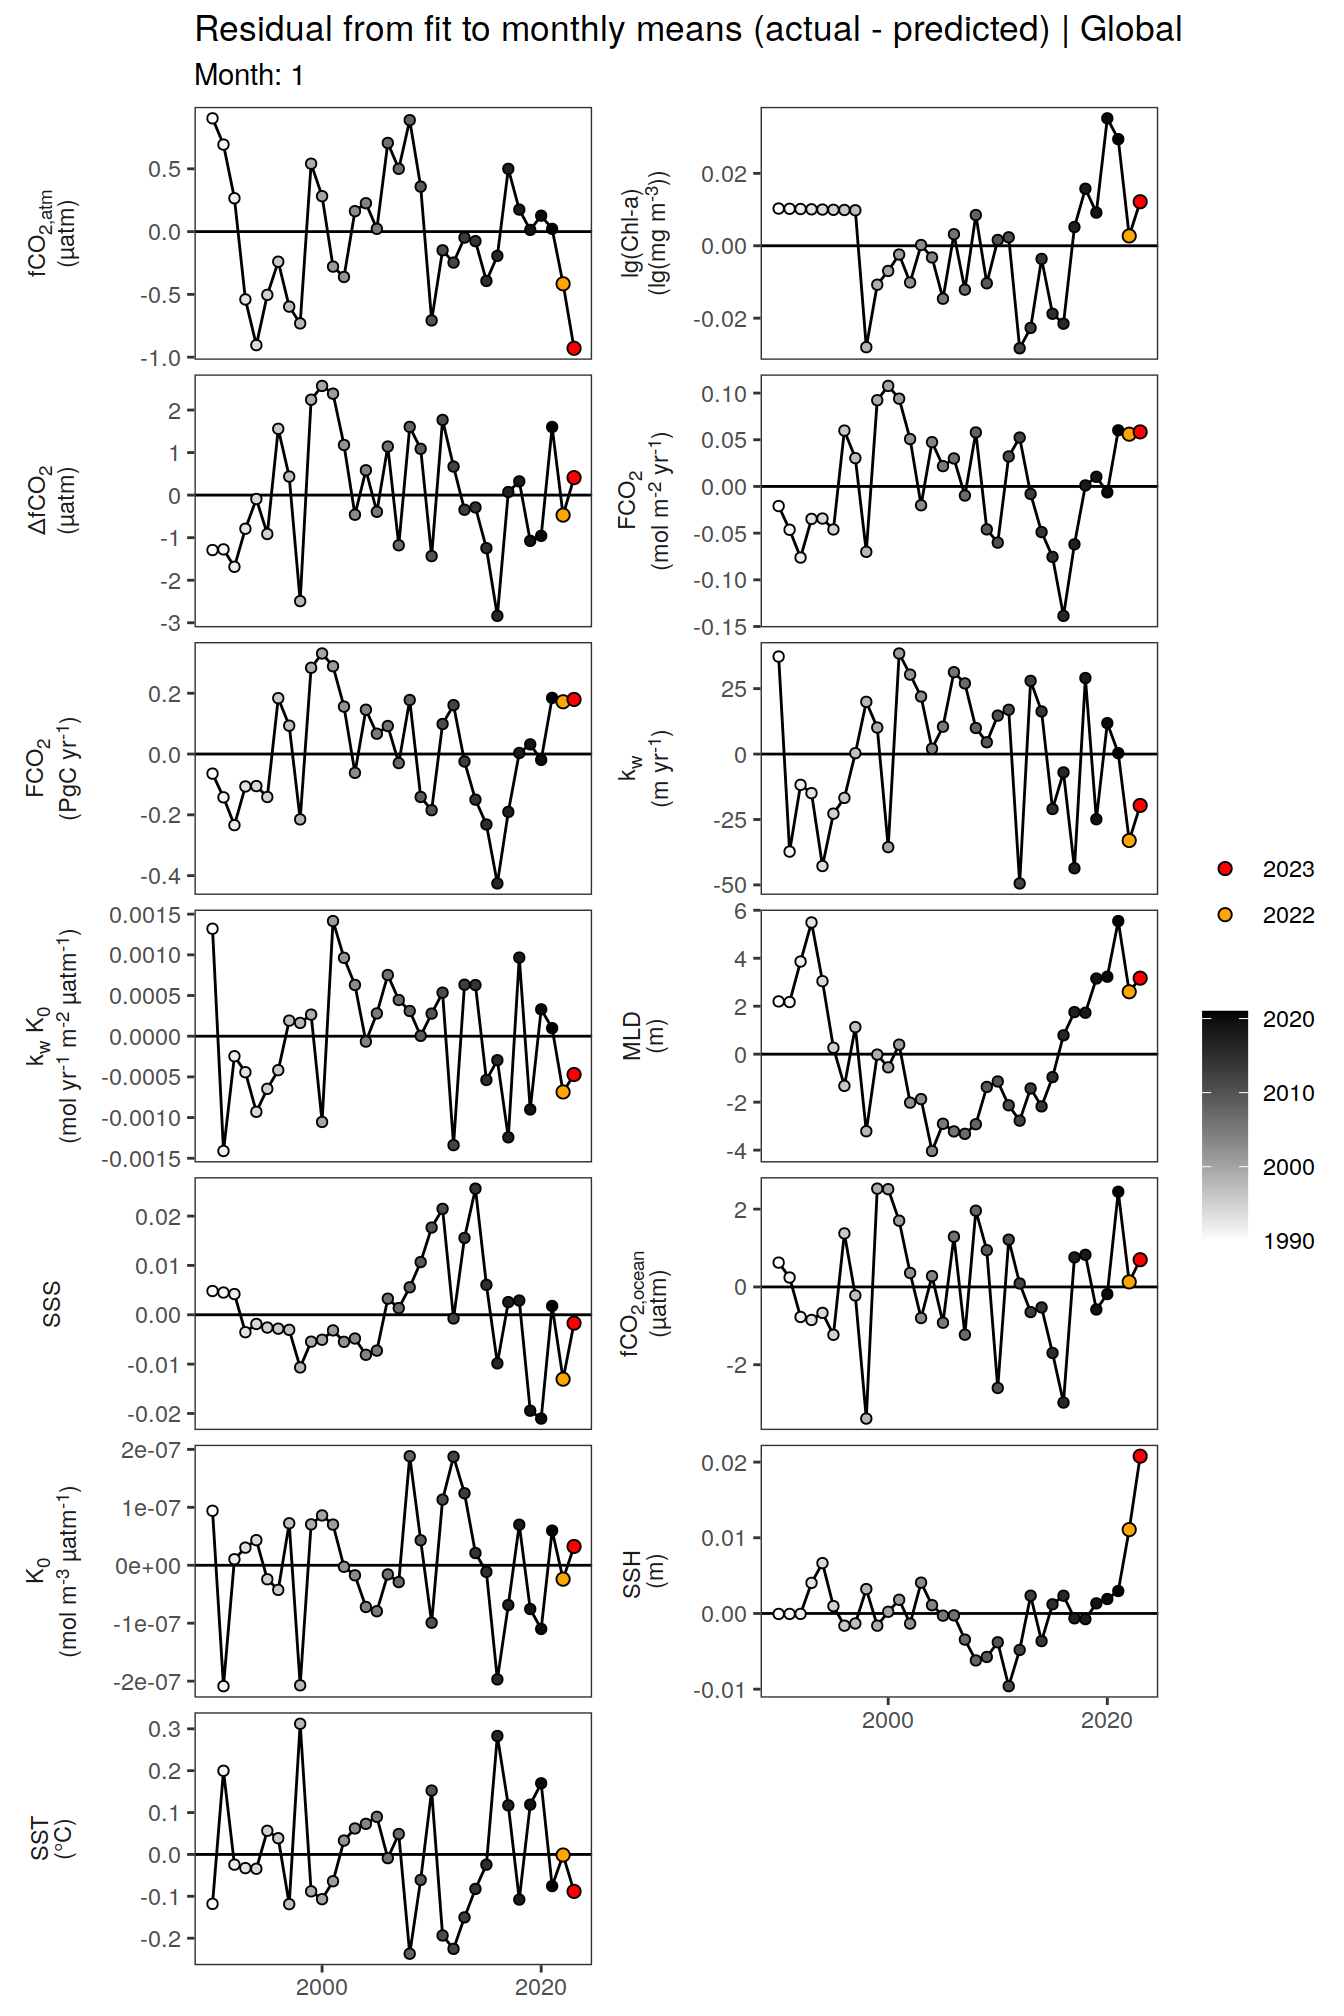 Residual from fit to monthly means (actual - predicted) | Global
Month: 1
fCO2,atm
(µatm)
0.5
0.0
-0.5
-1.0
lg(Chl-a)
(lg(mg m-3))
0.02
0.00
-0.02
ΔfCO2
(µatm)
2
1
0
-1
-2
-3
FCO2
(mol m-2 yr-1)
0.10
0.05
0.00
-0.05
-0.10
-0.15
FCO2
(PgC yr-1)
0.2
0.0
-0.2
-0.4
kw
(m yr-1)
25
0
-25
-50
kw K0
(mol yr-1 m-2 µatm-1)
0.0015
0.0010
0.0005
0.0000
-0.0005
-0.0010
-0.0015
MLD
(m)
6
4
2
0
-2
-4
SSS
0.02
0.01
0.00
-0.01
-0.02
fCO2,ocean
(µatm)
2
0
-2
K0
(mol m-3 µatm-1)
2e-07
1e-07
0e+00
-1e-07
-2e-07
SSH
(m)
0.02
0.01
0.00
-0.01
2000
2020
SST
(°C)
0.3
0.2
0.1
0.0
-0.1
-0.2
2000
2020
2023
2022
2020
2010
2000
1990